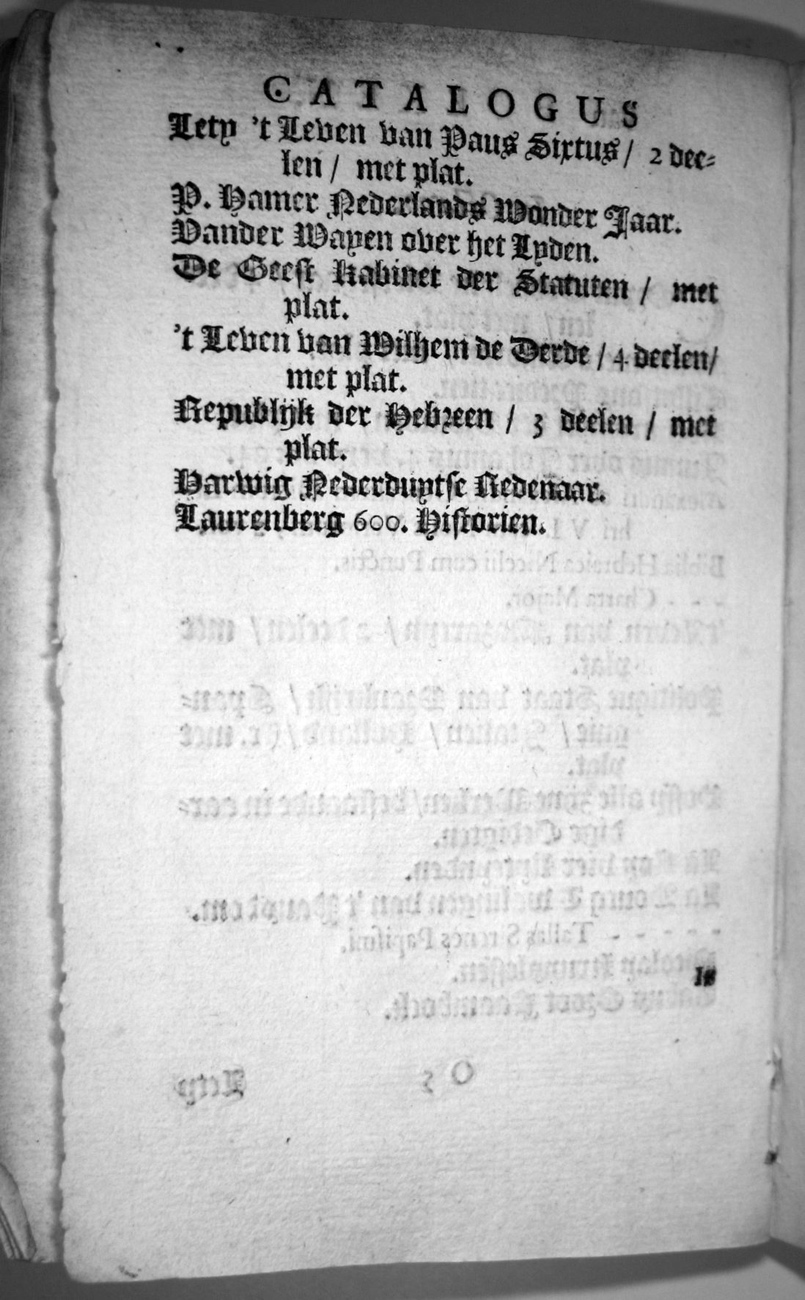 CATALOGUS
Lety 't Leven van Paus Sixtus / 2 dee-
len / met plat.
P. Hamer Nederlands Wonder Jaar.
Vander Wayen over het Lyden.
De Geest Kabinet der Statuten / met
plat.
't Leven van Wilhem de Derde / 4 deelen /
met plat.
Republijk der Hebreen / 3 deelen / met
plat.
Harwig Nederduytse Redenaar.
Laurenberg 600. Historien.